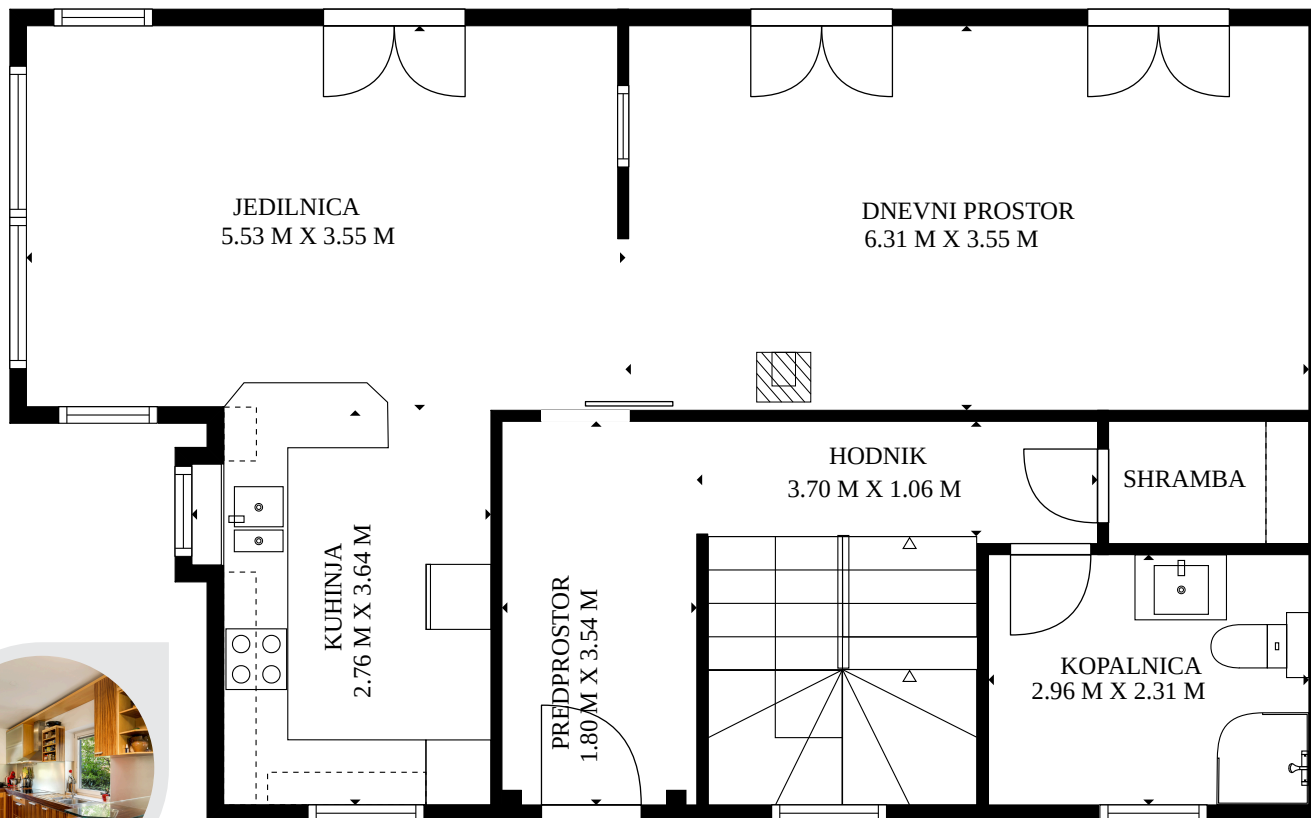 JEDILNICA
5.53 M X 3.55 M
DNEVNI PROSTOR
6.31 M X 3.55 M
HODNIK
3.70 M X 1.06 M
SHRAMBA
KUHINJA
2.76 M X 3.64 M
PREDPROSTOR
1.80 M X 3.54 M
KOPALNICA
2.96 M X 2.31 M